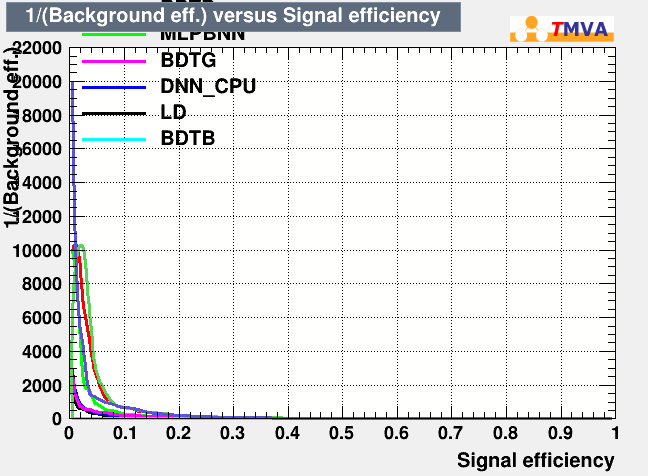 1/(Background eff.) versus Signal efficiency
TMVA
MLPBNN
BDTG
DNN_CPU
LD
BDTB
1/(Background eff.)
22000
20000
18000
16000
14000
12000
10000
8000
6000
4000
2000
0
0 0.1 0.2 0.3 0.4 0.5 0.6 0.7 0.8 0.9 1
Signal efficiency